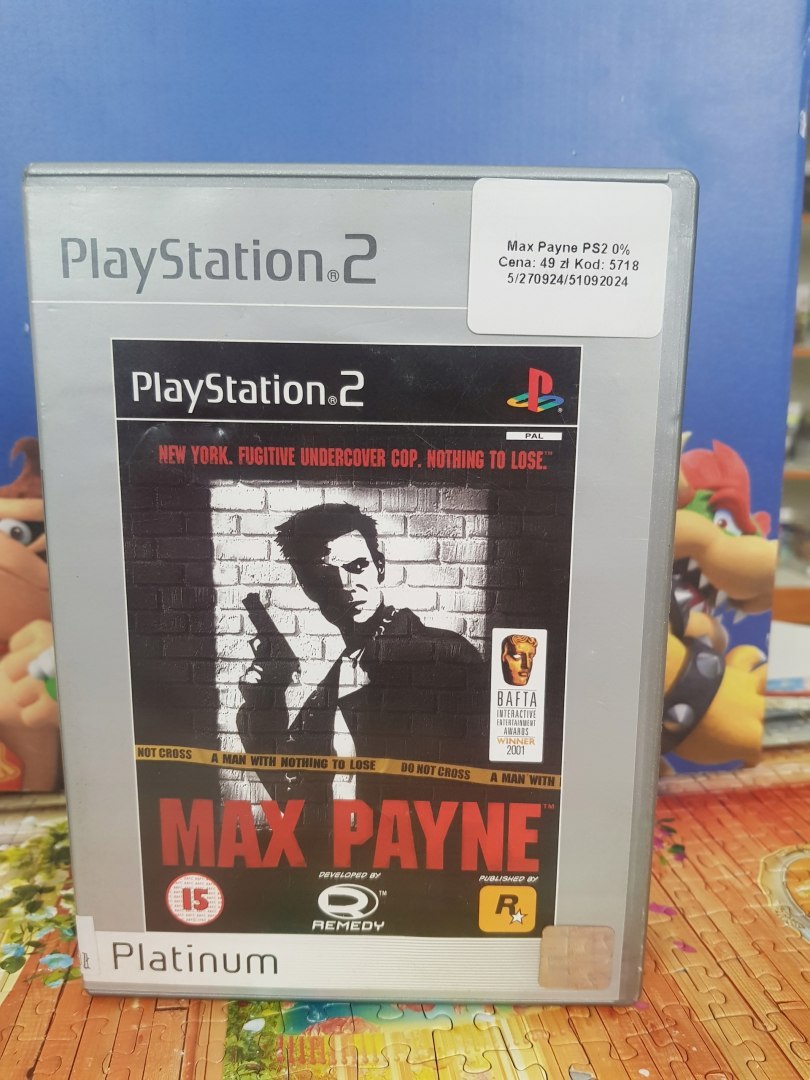 PlayStation®2
Max Payne PS2 0%
Cena: 49 zł Kod: 5718
5/270924/51092024
PlayStation®2
PAL
NEW YORK. FUGITIVE UNDERCOVER COP. NOTHING TO LOSE.™
BAFTA
INTERACTIVE
ENTERTAINMENT
AWARDS
WINNER
2001
NOT CROSS A MAN WITH NOTHING TO LOSE DO NOT CROSS A MAN WITH
MAX PAYNE™
15
DEVELOPED BY
REMEDY™
PUBLISHED BY
R
Platinum